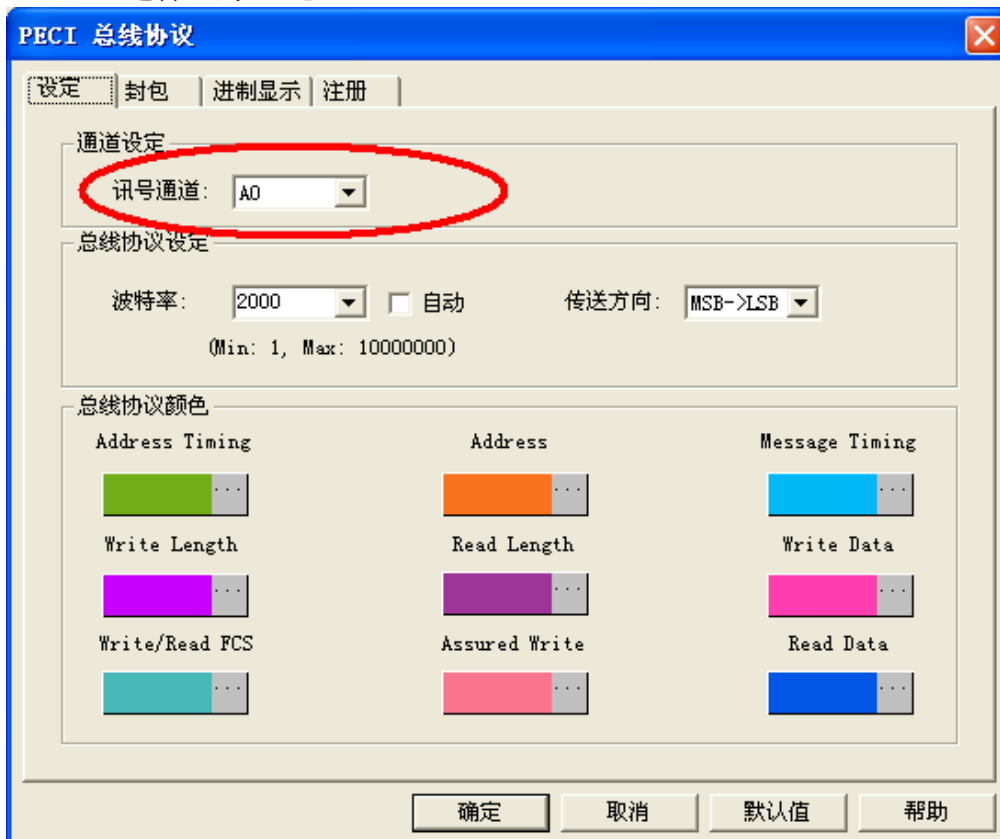 PECI 总线协议
设定 封包 进制显示 注册
通道设定
讯号通道: A0
总线协议设定
波特率: 2000 自动 传送方向: MSB->LSB
(Min: 1, Max: 10000000)
总线协议颜色
Address Timing Address Message Timing
... ... ...
Write Length Read Length Write Data
... ... ...
Write/Read FCS Assured Write Read Data
... ... ...
确定 取消 默认值 帮助